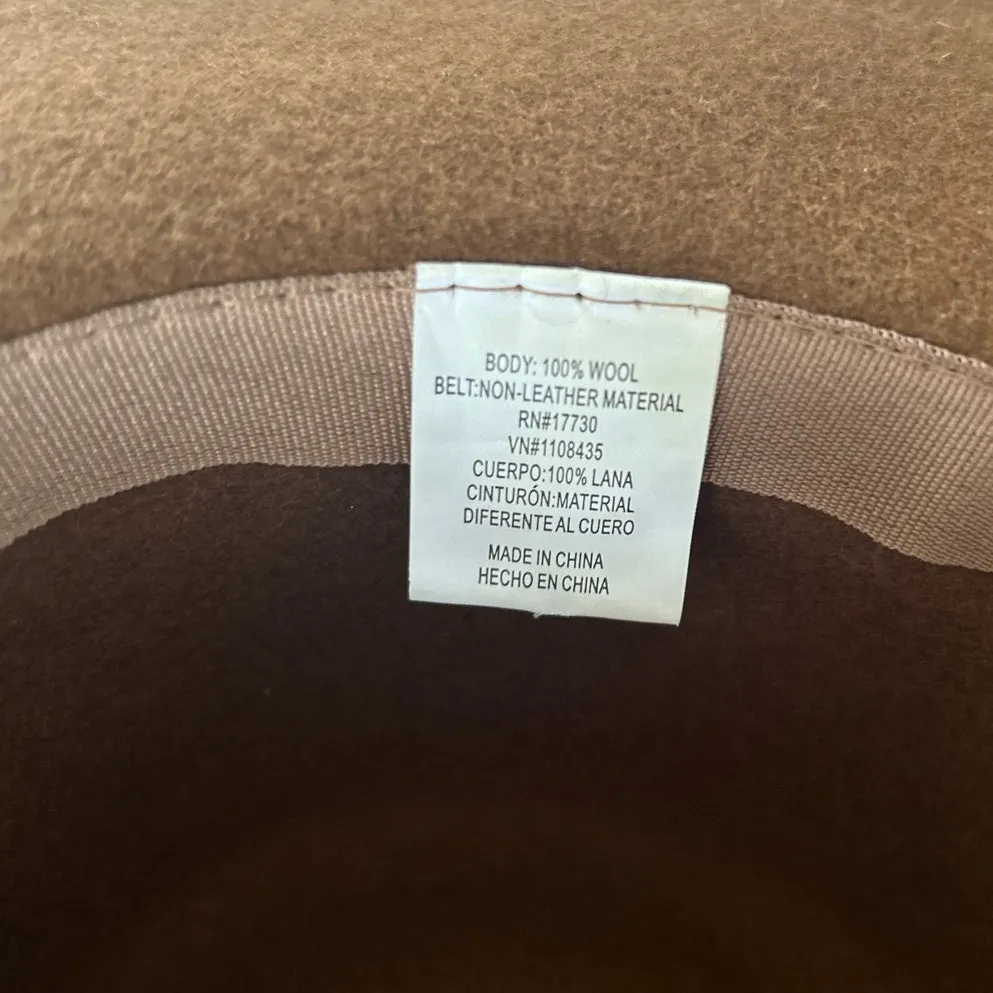 BODY: 100% WOOL
BELT:NON-LEATHER MATERIAL
RN#17730
VN#1108435
CUERPO:100% LANA
CINTURÓN:MATERIAL
DIFERENTE AL CUERO
MADE IN CHINA
HECHO EN CHINA